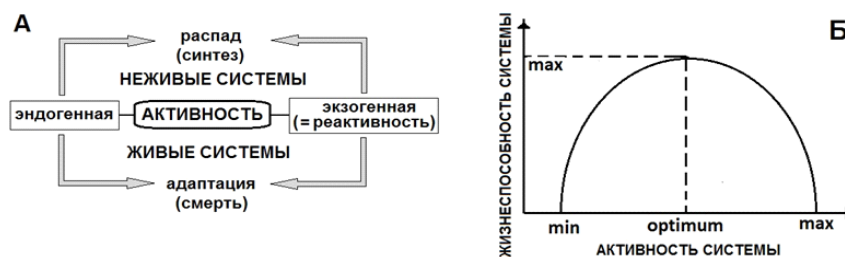 А
распад
(синтез)
НЕЖИВЫЕ СИСТЕМЫ
эндогенная
АКТИВНОСТЬ
экзогенная
(= реактивность)
ЖИВЫЕ СИСТЕМЫ
адаптация
(смерть)
Б
ЖИЗНЕСПОСОБНОСТЬ СИСТЕМЫ
max
min
optimum
max
АКТИВНОСТЬ СИСТЕМЫ